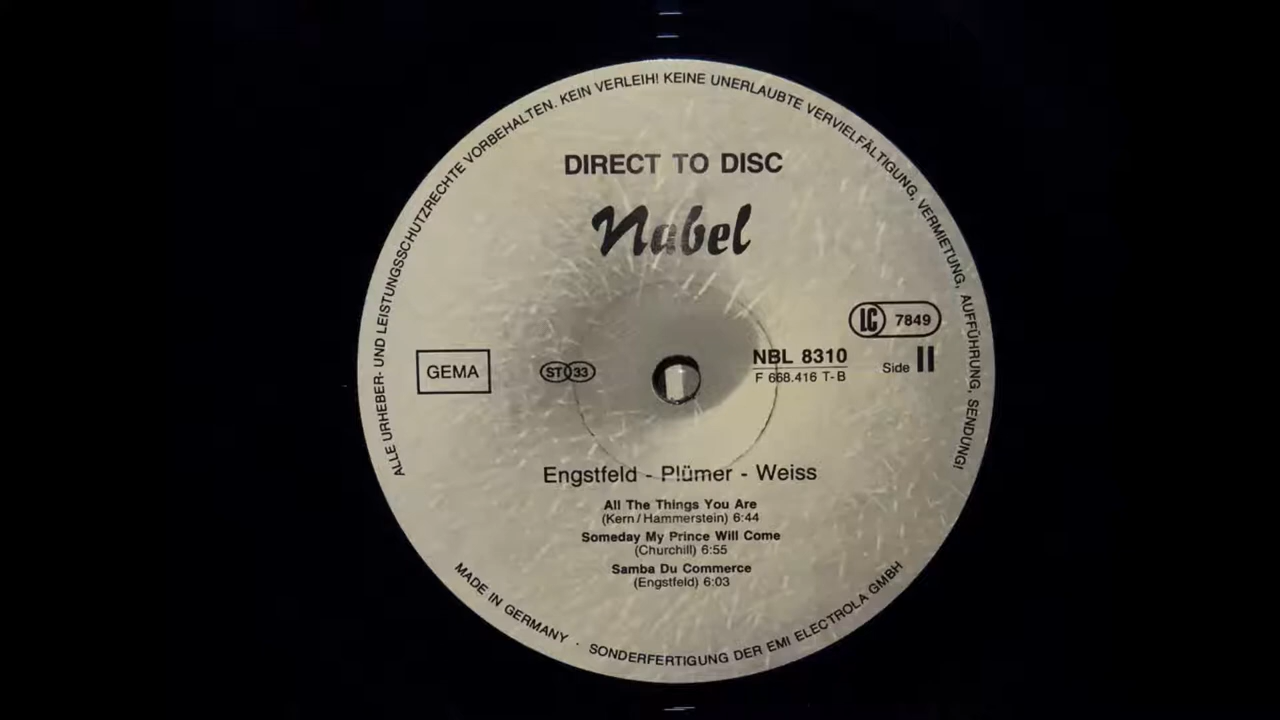 ALLE URHEBER- UND LEISTUNGSSCHUTZRECHTE VORBEHALTEN. KEIN VERLEIH! KEINE UNERLAUBTE VERVIELFÄLTIGUNG, VERMIETUNG, AUFFÜHRUNG, SENDUNG!
DIRECT TO DISC
Nabel
LC 7849
GEMA
ST 33
NBL 8310
F 668.416 T-B
Side II
Engstfeld - Plümer - Weiss
All The Things You Are
(Kern/Hammerstein) 6:44
Someday My Prince Will Come
(Churchill) 6:55
Samba Du Commerce
(Engstfeld) 6:03
MADE IN GERMANY · SONDERFERTIGUNG DER EMI ELECTROLA GMBH